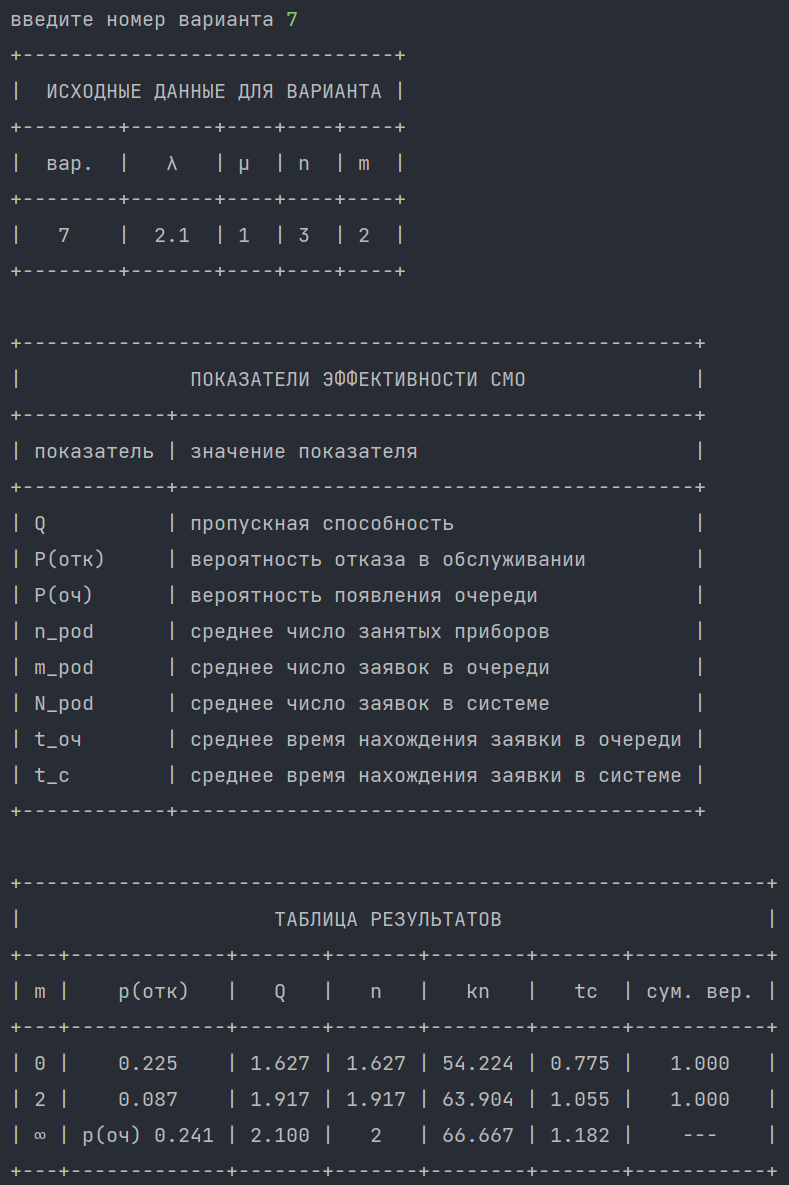 введите номер варианта 7
+-------------------------------+
|  ИСХОДНЫЕ ДАННЫЕ ДЛЯ ВАРИАНТА |
+--------+-------+----+----+----+
|  вар.  |   λ   | μ  | n  | m  |
+--------+-------+----+----+----+
|   7    |  2.1  | 1  | 3  | 2  |
+--------+-------+----+----+----+
+--------------------------------------------------------+
|              ПОКАЗАТЕЛИ ЭФФЕКТИВНОСТИ СМО              |
+------------+-------------------------------------------+
| показатель | значение показателя                       |
+------------+-------------------------------------------+
| Q          | пропускная способность                    |
| P(отк)     | вероятность отказа в обслуживании         |
| P(оч)      | вероятность появления очереди             |
| n_pod      | среднее число занятых приборов            |
| m_pod      | среднее число заявок в очереди            |
| N_pod      | среднее число заявок в системе            |
| t_оч       | среднее время нахождения заявки в очереди |
| t_c        | среднее время нахождения заявки в системе |
+------------+-------------------------------------------+
+--------------------------------------------------------------+
|                     ТАБЛИЦА РЕЗУЛЬТАТОВ                      |
+---+-------------+-------+-------+--------+-------+-----------+
| m |    p(отк)   |   Q   |   n   |   kn   |   tc  | сум. вер. |
+---+-------------+-------+-------+--------+-------+-----------+
| 0 |    0.225    | 1.627 | 1.627 | 54.224 | 0.775 |   1.000   |
| 2 |    0.087    | 1.917 | 1.917 | 63.904 | 1.055 |   1.000   |
| ∞ | p(оч) 0.241 | 2.100 |   2   | 66.667 | 1.182 |    ---    |
+---+-------------+-------+-------+--------+-------+-----------+